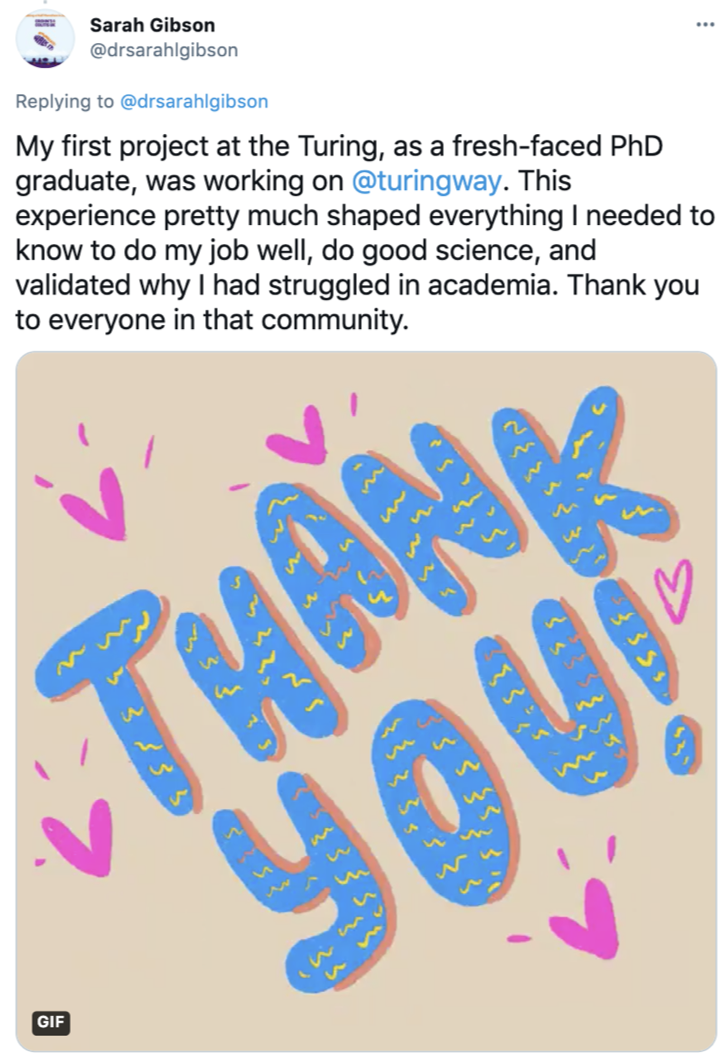 Sarah Gibson
@drsarahlgibson
Replying to @drsarahlgibson
My first project at the Turing, as a fresh-faced PhD
graduate, was working on @turingway. This
experience pretty much shaped everything I needed to
know to do my job well, do good science, and
validated why I had struggled in academia. Thank you
to everyone in that community.
THANK
YOU!
GIF